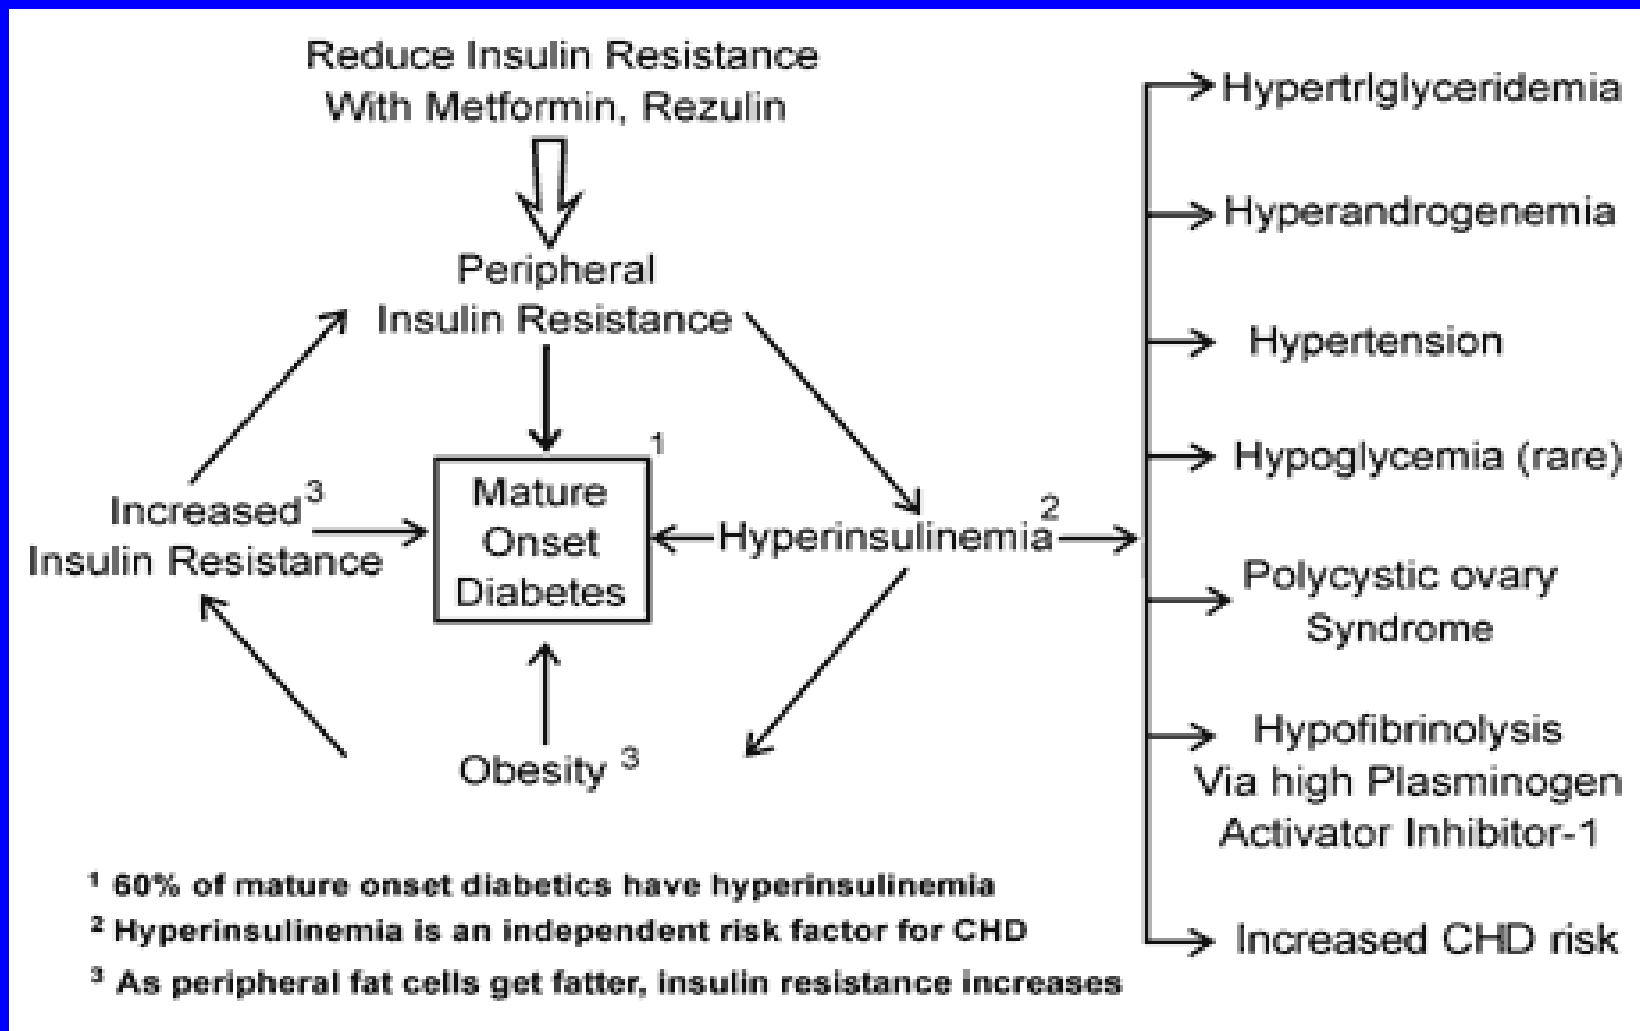 Reduce Insulin Resistance
With Metformin, Rezulin
Peripheral
Insulin Resistance
1
Mature
Onset
Diabetes
Increased3
Insulin Resistance
Hyperinsulinemia2
Obesity 3
HypertrIglyceridemia
Hyperandrogenemia
Hypertension
Hypoglycemia (rare)
Polycystic ovary
Syndrome
Hypofibrinolysis
Via high Plasminogen
Activator Inhibitor-1
Increased CHD risk
1 60% of mature onset diabetics have hyperinsulinemia
2 Hyperinsulinemia is an independent risk factor for CHD
3 As peripheral fat cells get fatter, insulin resistance increases